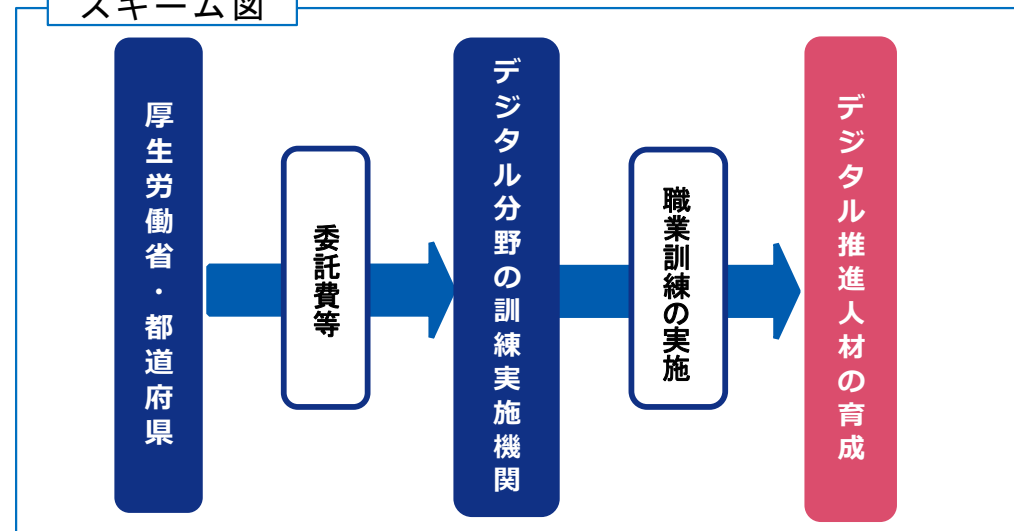 スキーム図
厚生労働省・都道府県
委託費等
デジタル分野の訓練実施機関
職業訓練の実施
デジタル推進人材の育成